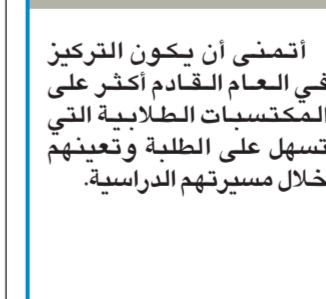 أتمنى أن يكون التركيز
في العام القادم أكثر على
المكتسبات الطلابية التي
تسهل على الطلبة وتعينهم
خلال مسيرتهم الدراسية.